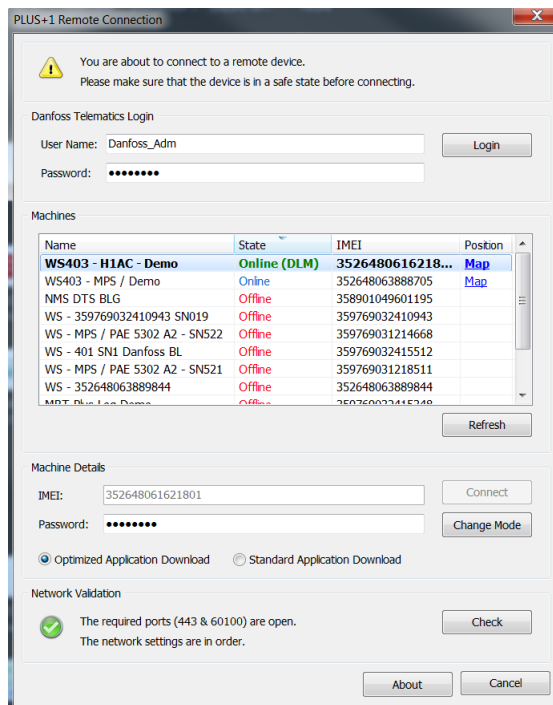 PLUS+1 Remote Connection
You are about to connect to a remote device.
Please make sure that the device is in a safe state before connecting.
Danfoss Telematics Login
User Name: Danfoss_Adm Login
Password: ●●●●●●●●
Machines
Name State IMEI Position
WS403 - H1AC - Demo Online (DLM) 3526480616218... Map
WS403 - MPS / Demo Online 352648063888705 Map
NMS DTS BLG Offline 358901049601195
WS - 359769032410943 SN019 Offline 359769032410943
WS - MPS / PAE 5302 A2 - SN522 Offline 359769031214668
WS - 401 SN1 Danfoss BL Offline 359769032415512
WS - MPS / PAE 5302 A2 - SN521 Offline 359769031218511
WS - 352648063889844 Offline 352648063889844
Offline
Refresh
Machine Details
IMEI: 352648061621801 Connect
Password: ●●●●●●●● Change Mode
Optimized Application Download Standard Application Download
Network Validation
The required ports (443 & 60100) are open. Check
The network settings are in order.
About Cancel